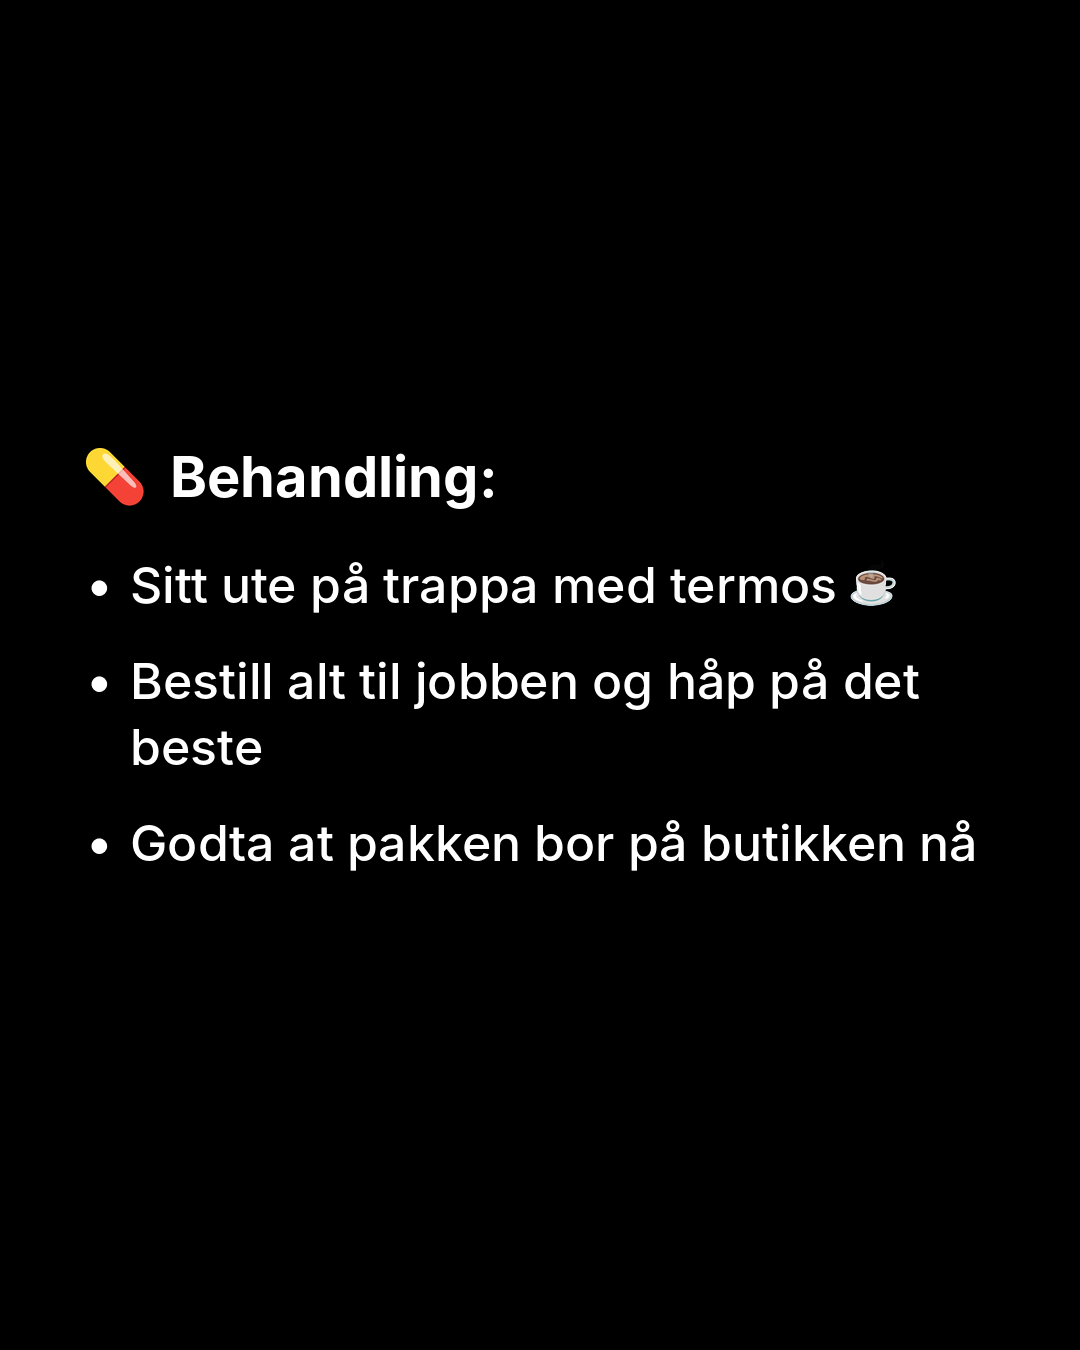 💊 Behandling:
• Sitt ute på trappa med termos ☕
• Bestill alt til jobben og håp på det
beste
• Godta at pakken bor på butikken nå